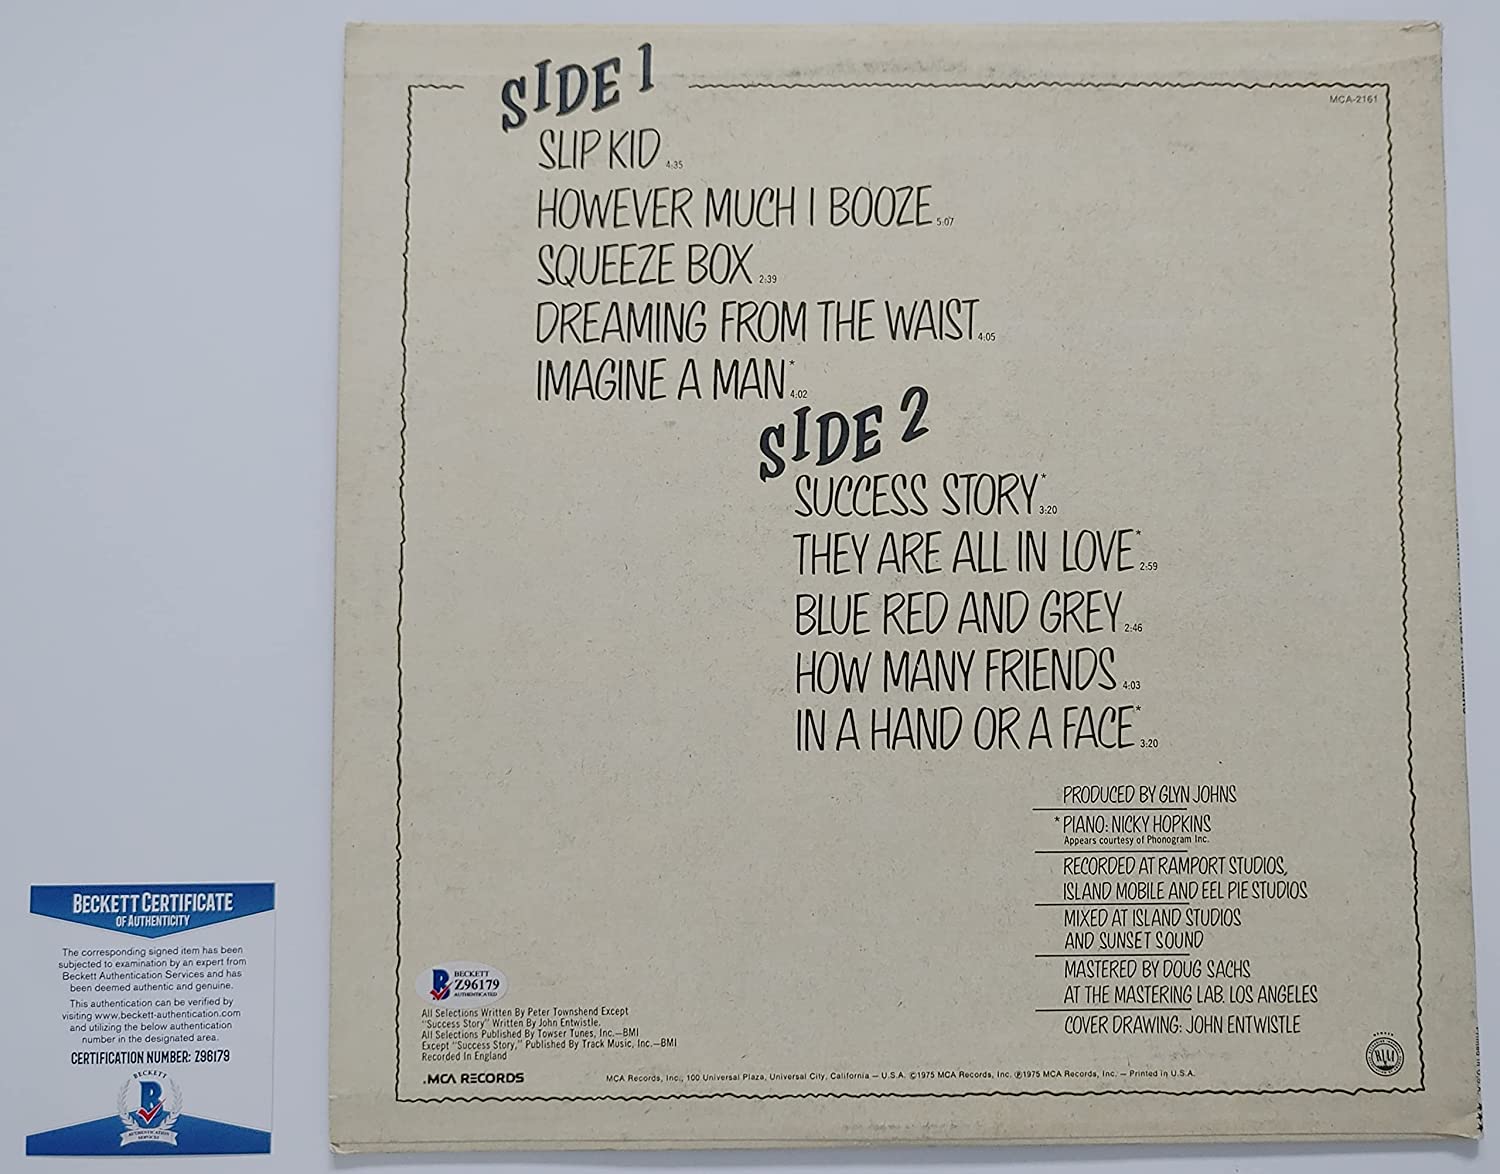 SIDE 1
MCA-2161
SLIP KID 4:35
HOWEVER MUCH I BOOZE 5:07
SQUEEZE BOX 2:39
DREAMING FROM THE WAIST 4:05
IMAGINE A MAN* 4:02
SIDE 2
SUCCESS STORY* 3:20
THEY ARE ALL IN LOVE* 2:59
BLUE RED AND GREY 2:46
HOW MANY FRIENDS 4:03
IN A HAND OR A FACE* 3:20
PRODUCED BY GLYN JOHNS
* PIANO: NICKY HOPKINS
Appears courtesy of Phonogram Inc.
RECORDED AT RAMPORT STUDIOS,
ISLAND MOBILE AND EEL PIE STUDIOS
MIXED AT ISLAND STUDIOS
AND SUNSET SOUND
MASTERED BY DOUG SACHS
AT THE MASTERING LAB. LOS ANGELES
COVER DRAWING: JOHN ENTWISTLE
BECKETT
Z96179
AUTHENTICATED
All Selections Written By Peter Townshend Except
"Success Story" Written By John Entwistle.
All Selections Published By Towser Tunes, Inc.—BMI
Except "Success Story," Published By Track Music, Inc.—BMI
Recorded In England
MCA RECORDS
MCA Records, Inc., 100 Universal Plaza, Universal City, California — U.S.A. ©1975 MCA Records, Inc. ℗1975 MCA Records, Inc. — Printed in U.S.A.
RIAA
BECKETT CERTIFICATE
OF AUTHENTICITY
The corresponding signed item has been
subjected to examination by an expert from
Beckett Authentication Services and has
been deemed authentic and genuine.
This authentication can be verified by
visiting www.beckett-authentication.com
and utilizing the below authentication
number in the designated area.
CERTIFICATION NUMBER: Z96179
BECKETT
B
AUTHENTICATION
SERVICES